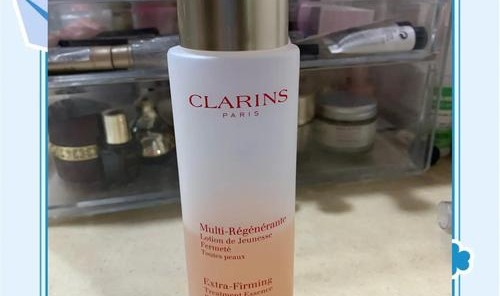 CLARINS
PARIS
Multi-Régénérante
Lotion de Jeunesse
Fermeté
Toutes peaux
Extra-Firming
Treatment Essence